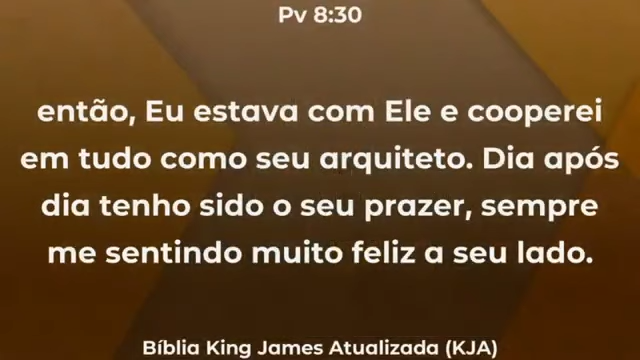 Pv 8:30
então, Eu estava com Ele e cooperei
em tudo como seu arquiteto. Dia após
dia tenho sido o seu prazer, sempre
me sentindo muito feliz a seu lado.
Bíblia King James Atualizada (KJA)